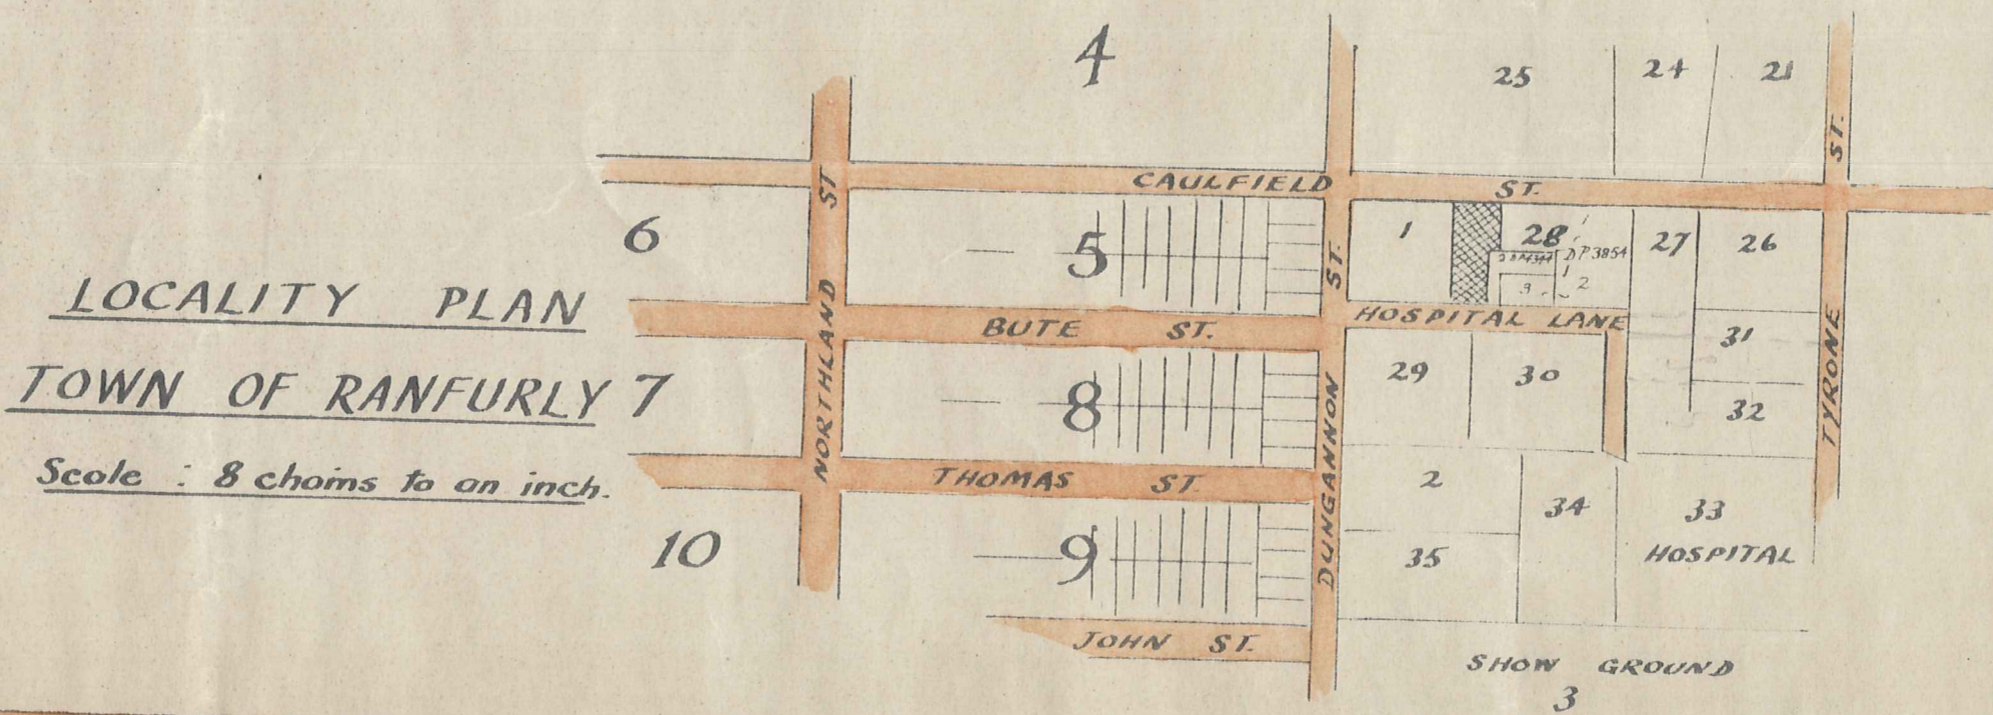 4
25
24
21
CAULFIELD ST.
6
5
1
28
1
DP 3854
27
26
3
2
LOCALITY PLAN
NORTHLAND ST
BUTE ST.
HOSPITAL LANE
31
TOWN OF RANFURLY
7
8
29
30
32
TYRONE ST.
Scale : 8 chains to an inch.
THOMAS ST.
DUNGANNON ST.
2
34
33
HOSPITAL
10
9
35
JOHN ST.
SHOW GROUND
3